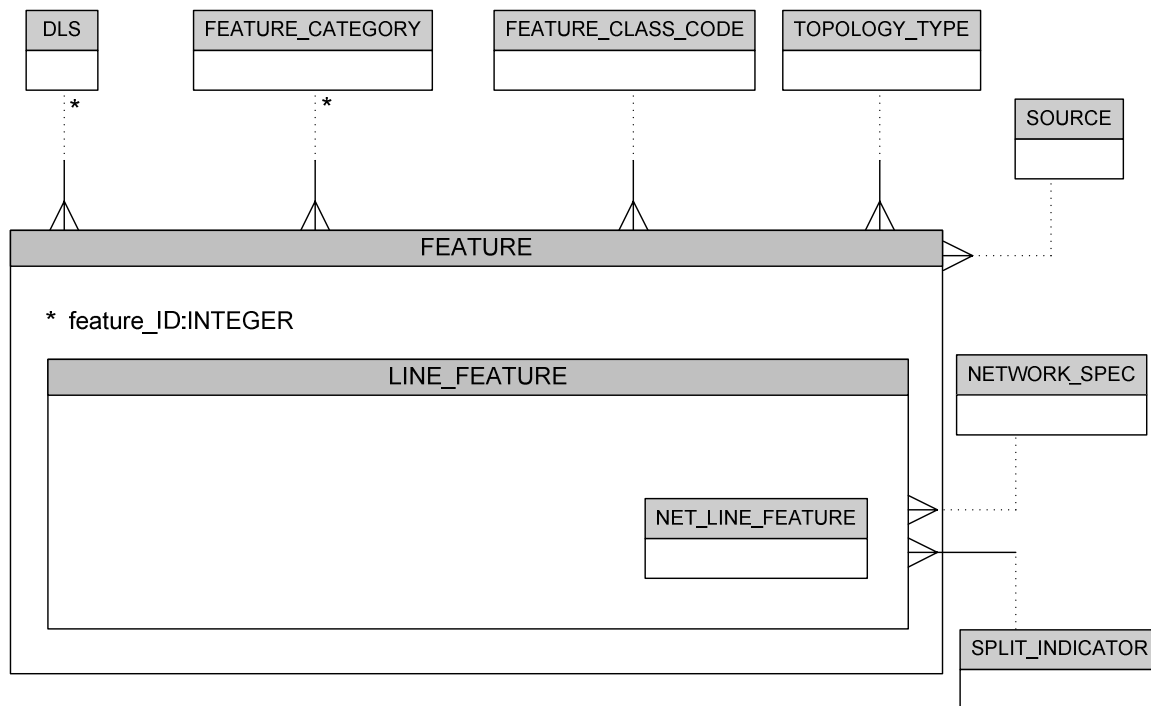 DLS
FEATURE_CATEGORY
FEATURE_CLASS_CODE
TOPOLOGY_TYPE
*
*
SOURCE
FEATURE
* feature_ID:INTEGER
LINE_FEATURE
NETWORK_SPEC
NET_LINE_FEATURE
SPLIT_INDICATOR